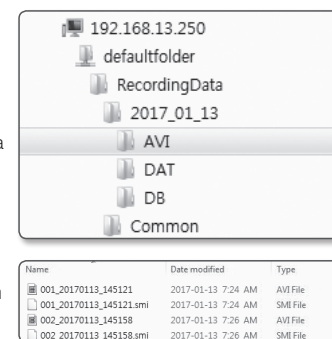 192.168.13.250
defaultfolder
RecordingData
2017_01_13
AVI
DAT
DB
Common
Name Date modified Type
001_20170113_145121 2017-01-13 7:24 AM AVI File
001_20170113_145121.smi 2017-01-13 7:24 AM SMI File
002_20170113_145158 2017-01-13 7:26 AM AVI File
002_20170113_145158.smi 2017-01-13 7:26 AM SMI File